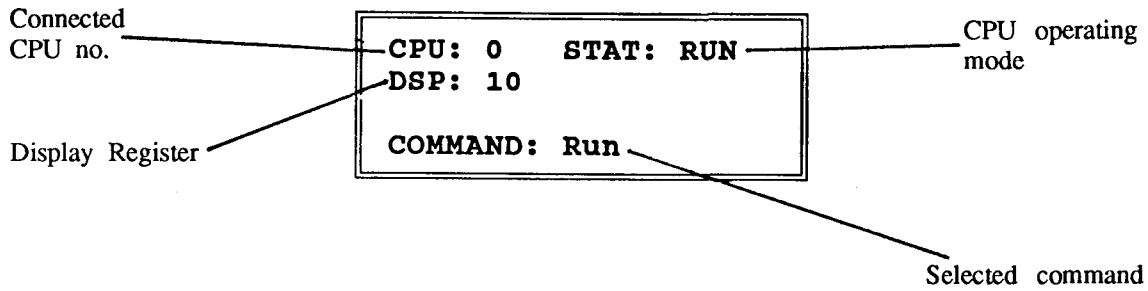 Connected
CPU no.
CPU: 0 STAT: RUN
DSP: 10
COMMAND: Run
CPU operating
mode
Display Register
Selected command